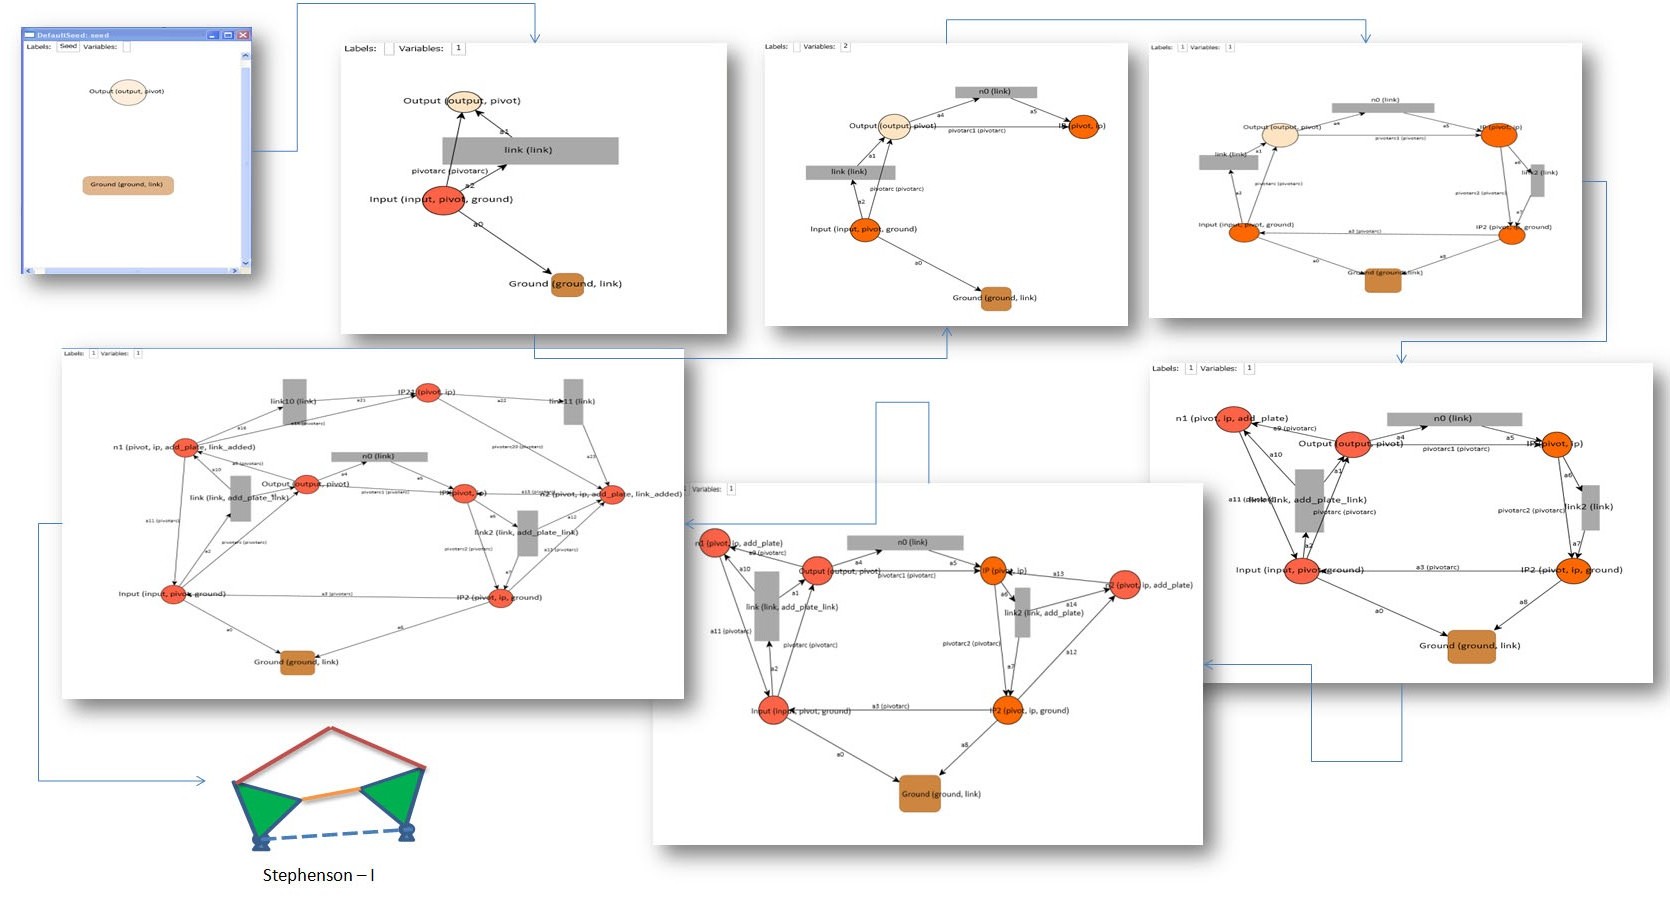 DefaultSeed: seed
Labels: Seed Variables:
Output (output, pivot)
Ground (ground, link)
Labels: Variables: 1
Output (output, pivot)
a1
link (link)
pivotarc (pivotarc)
a2
Input (input, pivot, ground)
a0
Ground (ground, link)
Labels: Variables: 2
n0 (link)
a4
a5
Output (output, pivot)
IP (pivot, ip)
pivotarc1 (pivotarc)
a1
link (link)
pivotarc (pivotarc)
a2
Input (input, pivot, ground)
a0
Ground (ground, link)
Labels: 1 Variables: 1
n0 (link)
a4
a5
Output (output, pivot)
IP (pivot, ip)
pivotarc1 (pivotarc)
link (link)
a1
a6
link2 (link)
pivotarc (pivotarc)
a2
pivotarc2 (pivotarc)
a7
Input (input, pivot, ground)
IP2 (pivot, ip, ground)
a3 (pivotarc)
a0
a8
Ground (ground, link)
Labels: 1 Variables: 1
n1 (pivot, ip, add_plate)
n0 (link)
a9 (pivotarc)
a4
a5
Output (output, pivot)
IP (pivot, ip)
pivotarc1 (pivotarc)
a10
a1
a6
a11 (pivotarc)
link (link, add_plate_link)
link2 (link)
pivotarc (pivotarc)
pivotarc2 (pivotarc)
a2
a7
Input (input, pivot, ground)
a3 (pivotarc)
IP2 (pivot, ip, ground)
a0
a8
Ground (ground, link)
Variables: 1
n1 (pivot, ip, add_plate)
n0 (link)
a9 (pivotarc)
a4
a5
a10
Output (output, pivot)
IP (pivot, ip)
a13
pivotarc1 (pivotarc)
n2 (pivot, ip, add_plate)
a1
a6
link (link, add_plate_link)
a14
link2 (link, add_plate)
a11 (pivotarc)
pivotarc (pivotarc)
pivotarc2 (pivotarc)
a12
a2
a7
Input (input, pivot, ground)
a3 (pivotarc)
IP2 (pivot, ip, ground)
a0
a8
Ground (ground, link)
Labels: 1 Variables: 1
IP21 (pivot, ip)
link10 (link)
a21
a22
link11 (link)
a16
n1 (pivot, ip, add_plate, link_added)
pivotarc20 (pivotarc)
n0 (link)
a23
a9 (pivotarc)
a10
a4
a5
Output (output, pivot)
pivotarc1 (pivotarc)
IP (pivot, ip)
n2 (pivot, ip, add_plate, link_added)
link (link, add_plate_link)
a11 (pivotarc)
a6
a12
link2 (link, add_plate_link)
pivotarc (pivotarc)
a2
pivotarc2 (pivotarc)
a13 (pivotarc)
a7
Input (input, pivot, ground)
a3 (pivotarc)
IP2 (pivot, ip, ground)
a0
a8
Ground (ground, link)
Stephenson – I